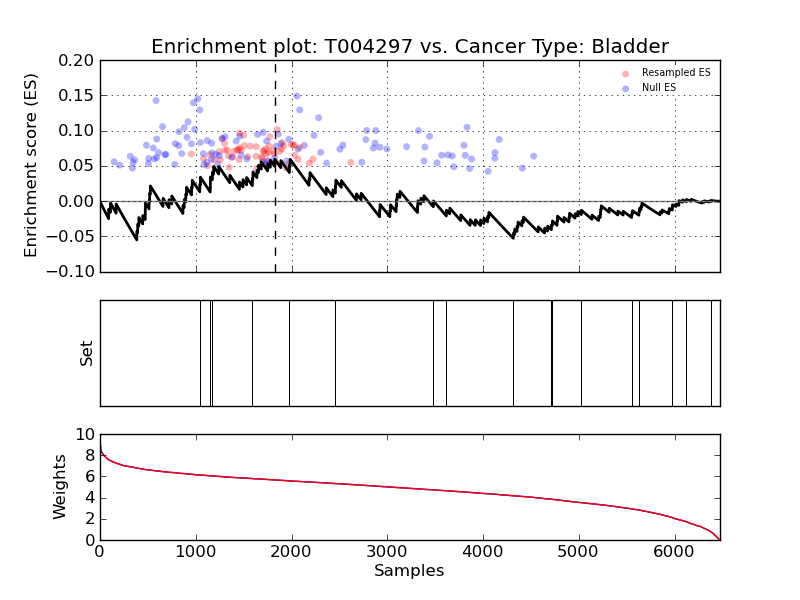 Enrichment plot: T004297 vs. Cancer Type: Bladder
Enrichment score (ES)
0.20
0.15
0.10
0.05
0.00
−0.05
−0.10
Resampled ES
Null ES
Set
Weights
10
8
6
4
2
0
0 1000 2000 3000 4000 5000 6000
Samples